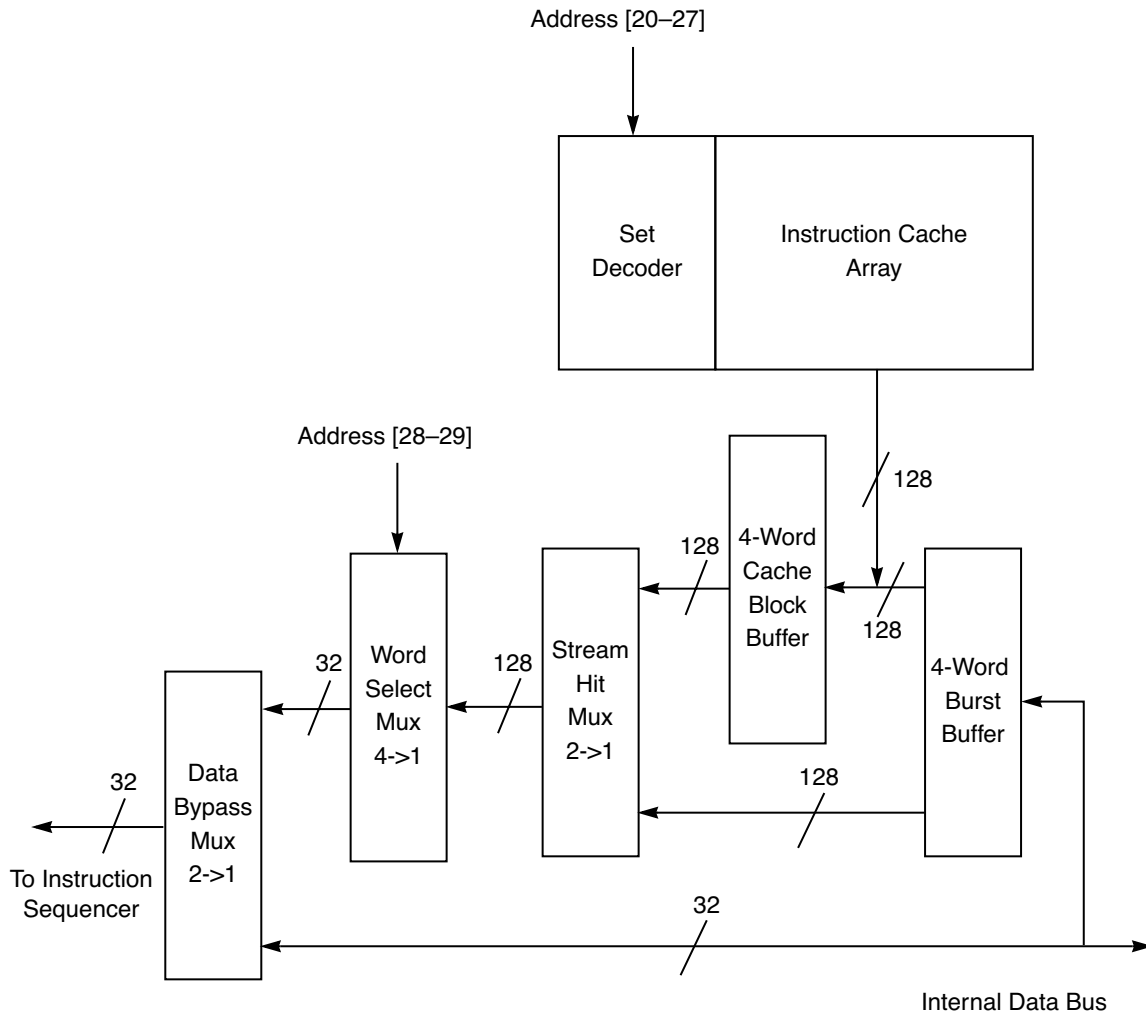 Address [20–27]
Set
Decoder
Instruction Cache
Array
Address [28–29]
128
4-Word
Cache
Block
Buffer
128
128
4-Word
Burst
Buffer
Stream
Hit
Mux
2->1
128
128
Word
Select
Mux
4->1
32
Data
Bypass
Mux
2->1
32
To Instruction
Sequencer
32
Internal Data Bus